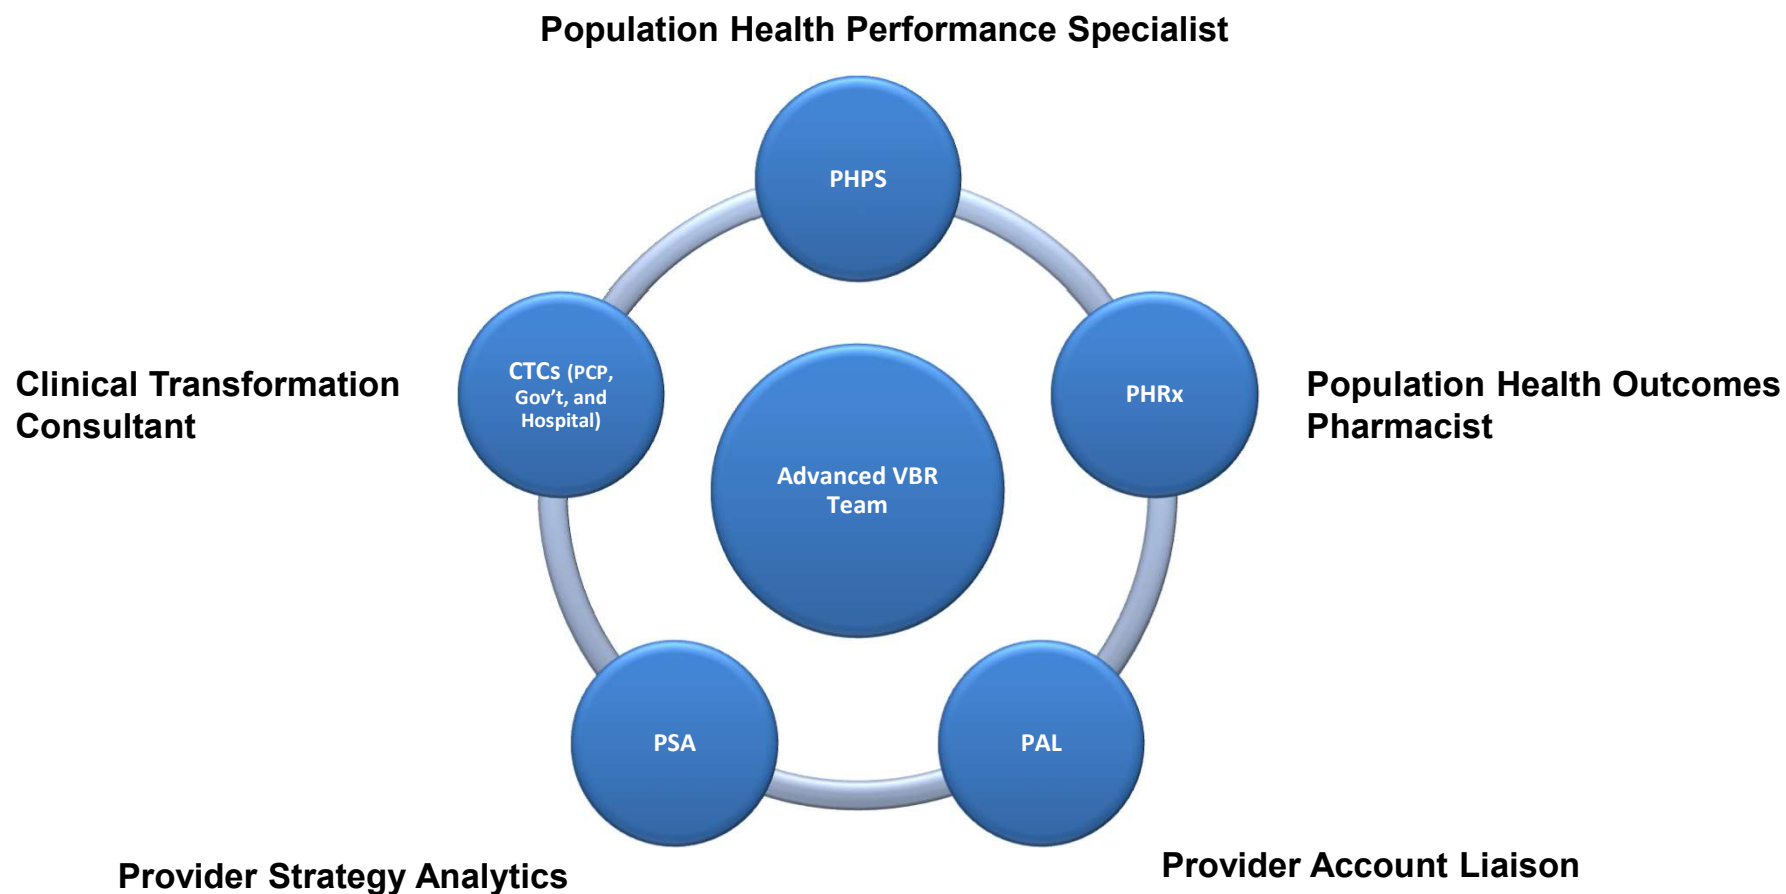 Population Health Performance Specialist
PHPS
Clinical Transformation
Consultant
CTCs (PCP,
Gov’t, and
Hospital)
PHRx
Population Health Outcomes
Pharmacist
Advanced VBR
Team
PSA
PAL
Provider Strategy Analytics
Provider Account Liaison